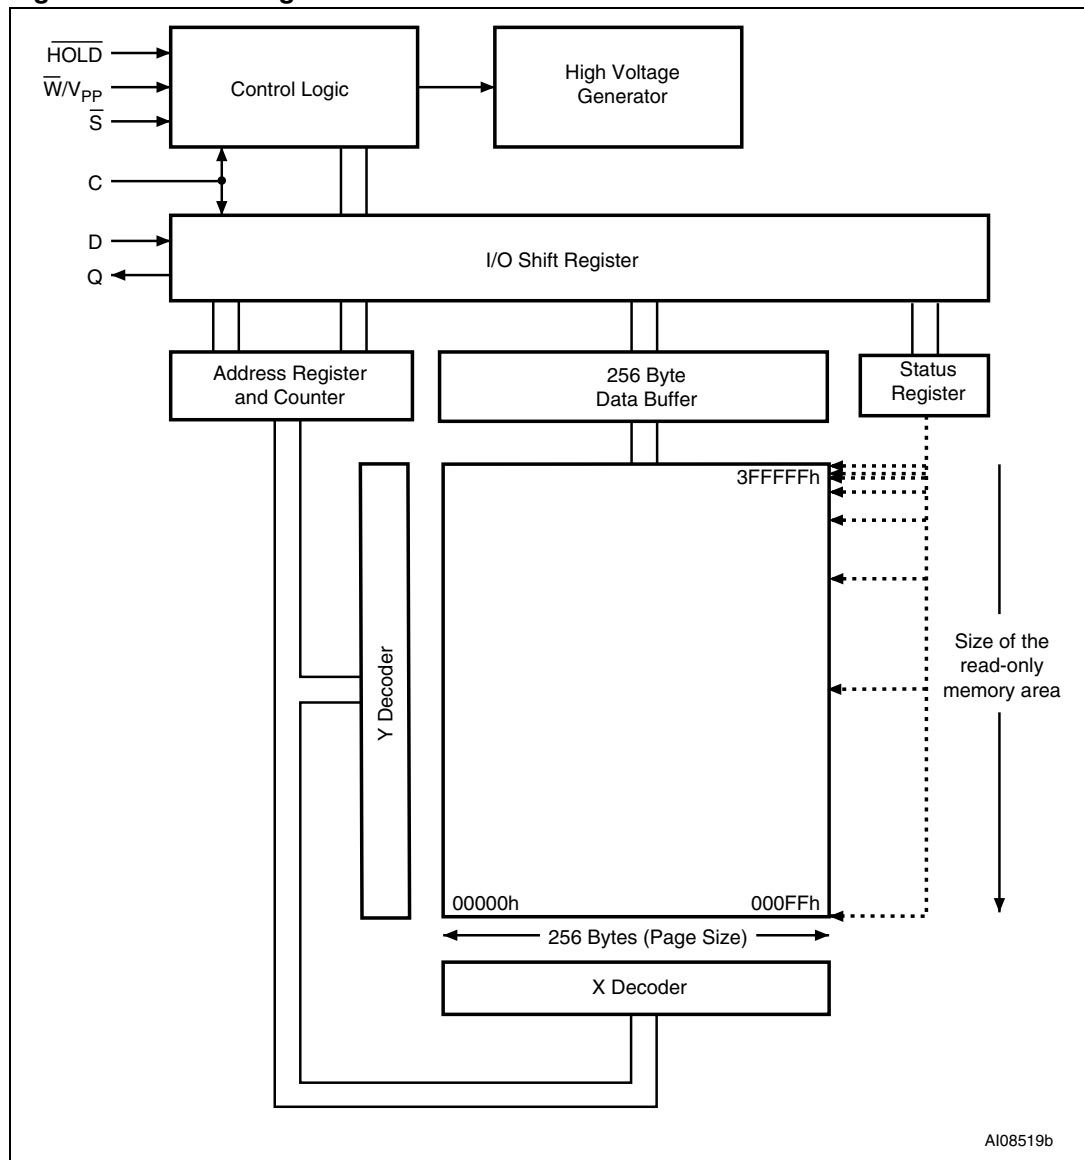 HOLD
W/VPP
S
C
D
Q
Control Logic
High Voltage
Generator
I/O Shift Register
Address Register
and Counter
256 Byte
Data Buffer
Status
Register
3FFFFFh
Y Decoder
Size of the
read-only
memory area
00000h
000FFh
256 Bytes (Page Size)
X Decoder
AI08519b